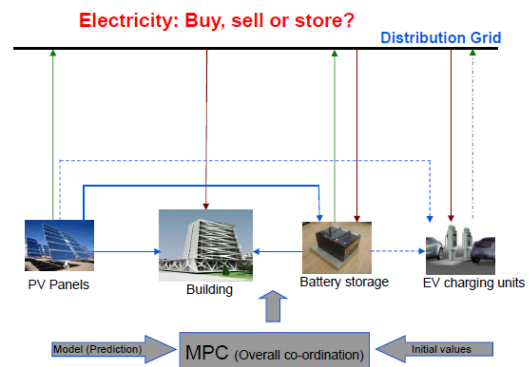 Electricity: Buy, sell or store?
Distribution Grid
PV Panels
Building
Battery storage
EV charging units
Model (Prediction)
MPC (Overall co-ordination)
Initial values